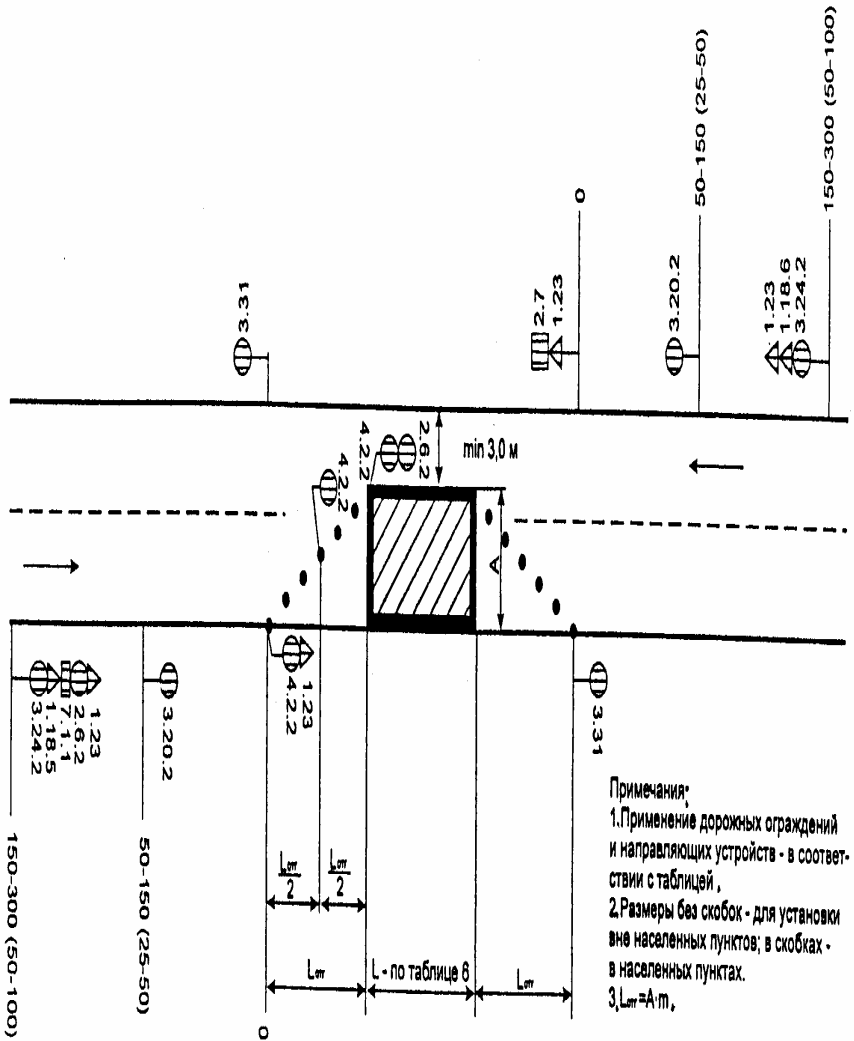 0
50-150 (25-50)
150-300 (50-100)
3.31
2.7
1.23
3.20.2
1.23
1.18.6
3.24.2
4.2.2
4.2.2
2.6.2
min 3,0 м
A
3.24.2
1.18.5
7.1.1
2.6.2
1.23
3.20.2
4.2.2
1.23
3.31
150-300 (50-100)
50-150 (25-50)
0
Lотг
2
Lотг
2
Lотг
L - по таблице 6
Lотг
Примечания:
1.Применение дорожных ограждений
и направляющих устройств - в соответ-
ствии с таблицей .
2.Размеры без скобок - для установки
вне населенных пунктов; в скобках -
в населенных пунктах.
3.Lотг=A·m.